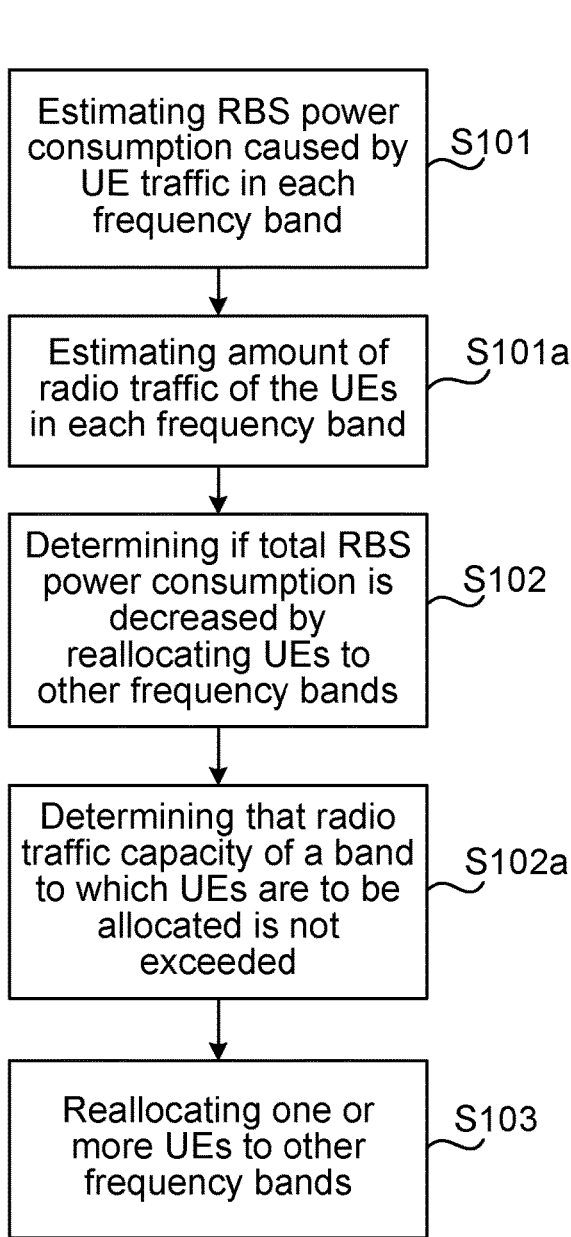 Estimating RBS power
consumption caused by
UE traffic in each
frequency band
S101
Estimating amount of
radio traffic of the UEs
in each frequency band
S101a
Determining if total RBS
power consumption is
decreased by
reallocating UEs to
other frequency bands
S102
Determining that radio
traffic capacity of a band
to which UEs are to be
allocated is not
exceeded
S102a
Reallocating one or
more UEs to other
frequency bands
S103